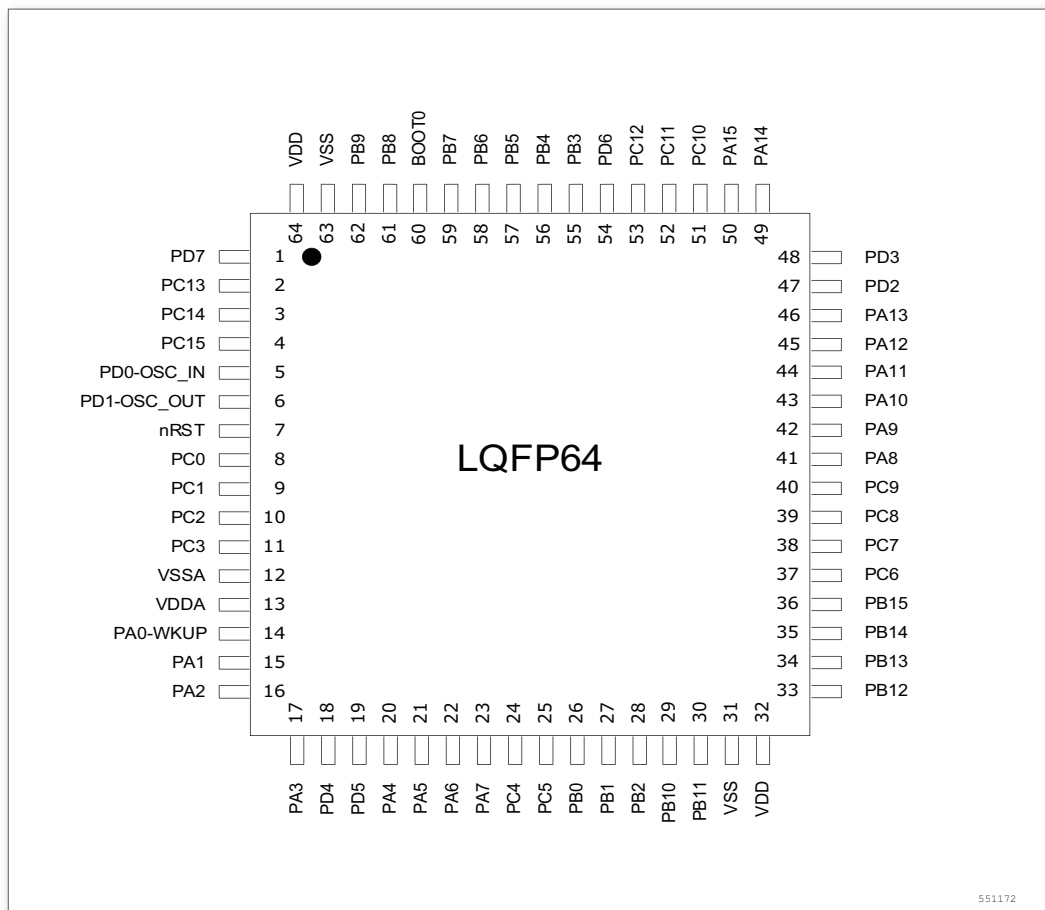 VDD
VSS
PB9
PB8
BOOT0
PB7
PB6
PB5
PB4
PB3
PD6
PC12
PC11
PC10
PA15
PA14
64
63
62
61
60
59
58
57
56
55
54
53
52
51
50
49
PD7 1
PC13 2
PC14 3
PC15 4
PD0-OSC_IN 5
PD1-OSC_OUT 6
nRST 7
PC0 8
PC1 9
PC2 10
PC3 11
VSSA 12
VDDA 13
PA0-WKUP 14
PA1 15
PA2 16
LQFP64
48 PD3
47 PD2
46 PA13
45 PA12
44 PA11
43 PA10
42 PA9
41 PA8
40 PC9
39 PC8
38 PC7
37 PC6
36 PB15
35 PB14
34 PB13
33 PB12
17
18
19
20
21
22
23
24
25
26
27
28
29
30
31
32
PA3
PD4
PD5
PA4
PA5
PA6
PA7
PC4
PC5
PB0
PB1
PB2
PB10
PB11
VSS
VDD
551172